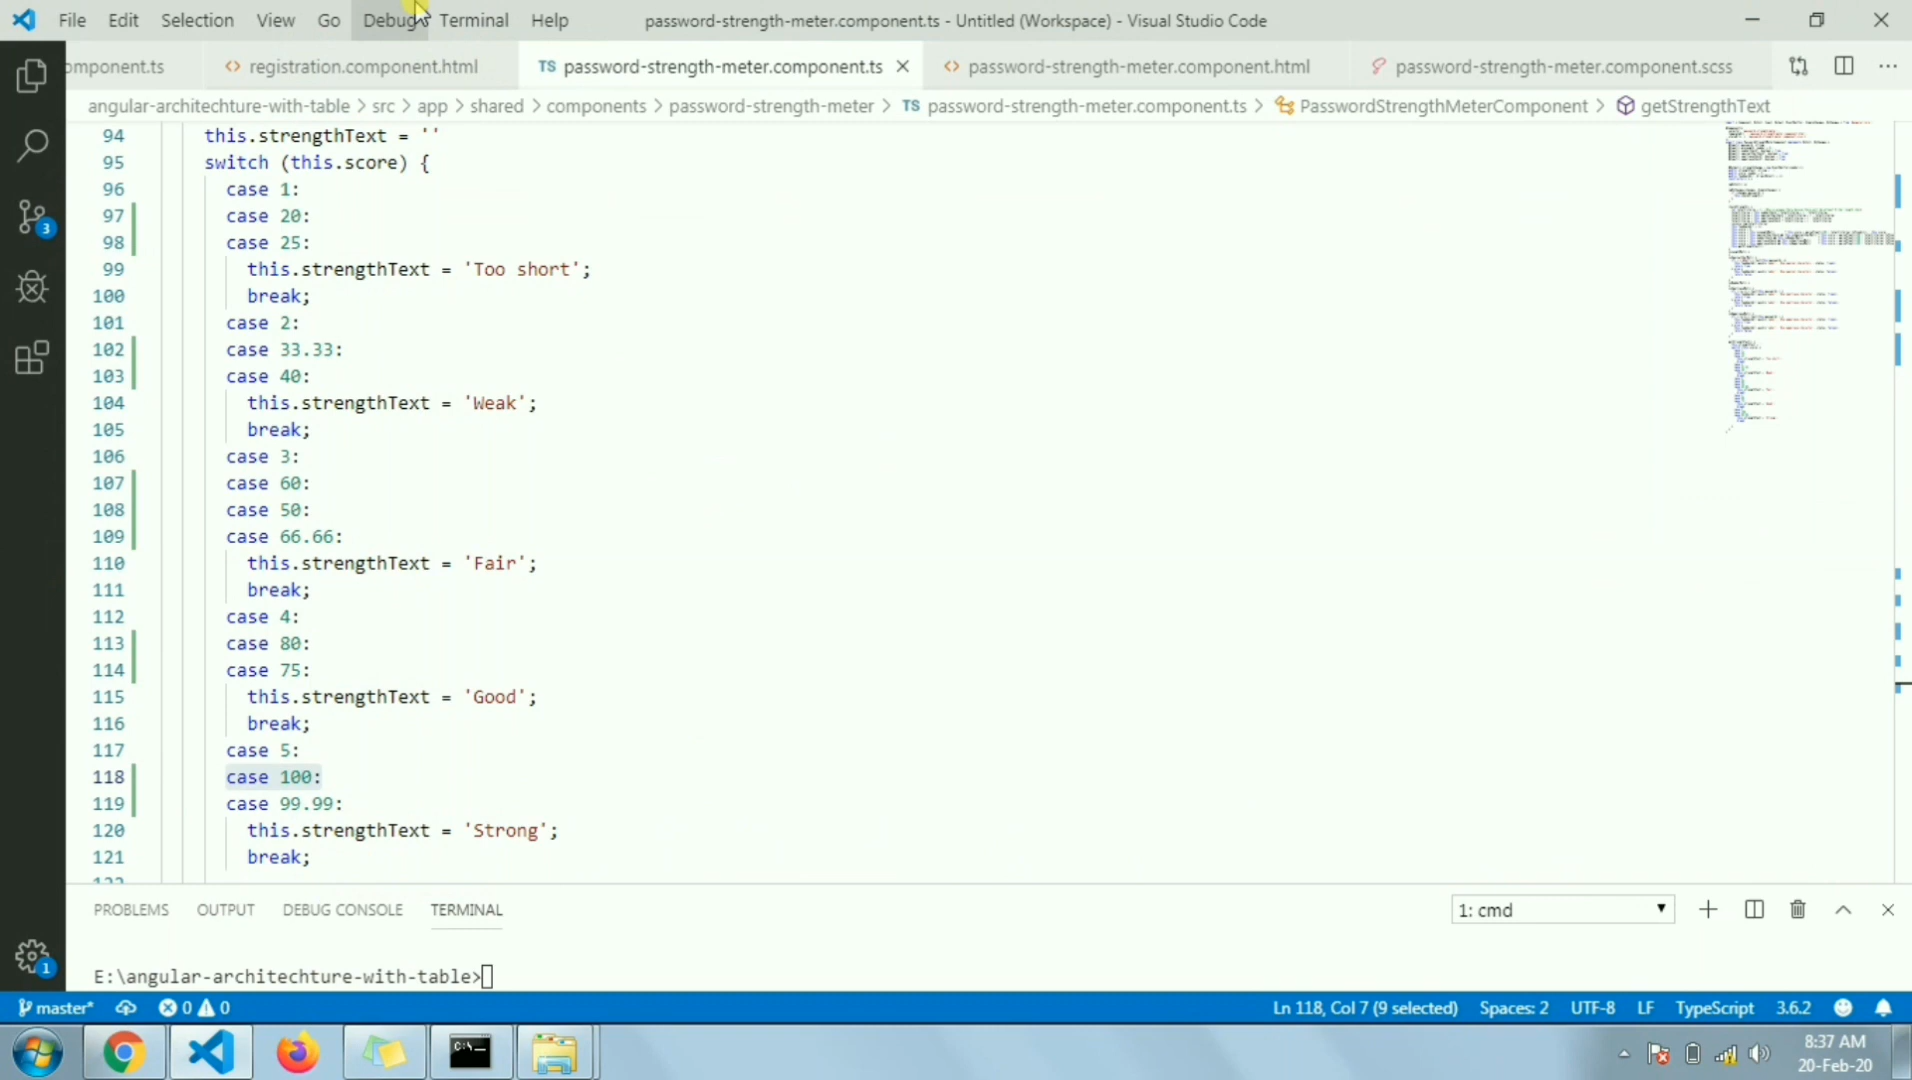 File Edit Selection View Go Debug Terminal Help password-strength-meter.component.ts - Untitled (Workspace) - Visual Studio Code
omponent.ts <> registration.component.html TS password-strength-meter.component.ts <> password-strength-meter.component.html password-strength-meter.component.scss
angular-architechture-with-table > src > app > shared > components > password-strength-meter > TS password-strength-meter.component.ts > PasswordStrengthMeterComponent > getStrengthText
94 this.strengthText = ''
95 switch (this.score) {
96 case 1:
97 case 20:
98 case 25:
99 this.strengthText = 'Too short';
100 break;
101 case 2:
102 case 33.33:
103 case 40:
104 this.strengthText = 'Weak';
105 break;
106 case 3:
107 case 60:
108 case 50:
109 case 66.66:
110 this.strengthText = 'Fair';
111 break;
112 case 4:
113 case 80:
114 case 75:
115 this.strengthText = 'Good';
116 break;
117 case 5:
118 case 100:
119 case 99.99:
120 this.strengthText = 'Strong';
121 break;
3
1
PROBLEMS OUTPUT DEBUG CONSOLE TERMINAL 1: cmd
E:\angular-architechture-with-table>
master* 0 0 Ln 118, Col 7 (9 selected) Spaces: 2 UTF-8 LF TypeScript 3.6.2
8:37 AM
20-Feb-20